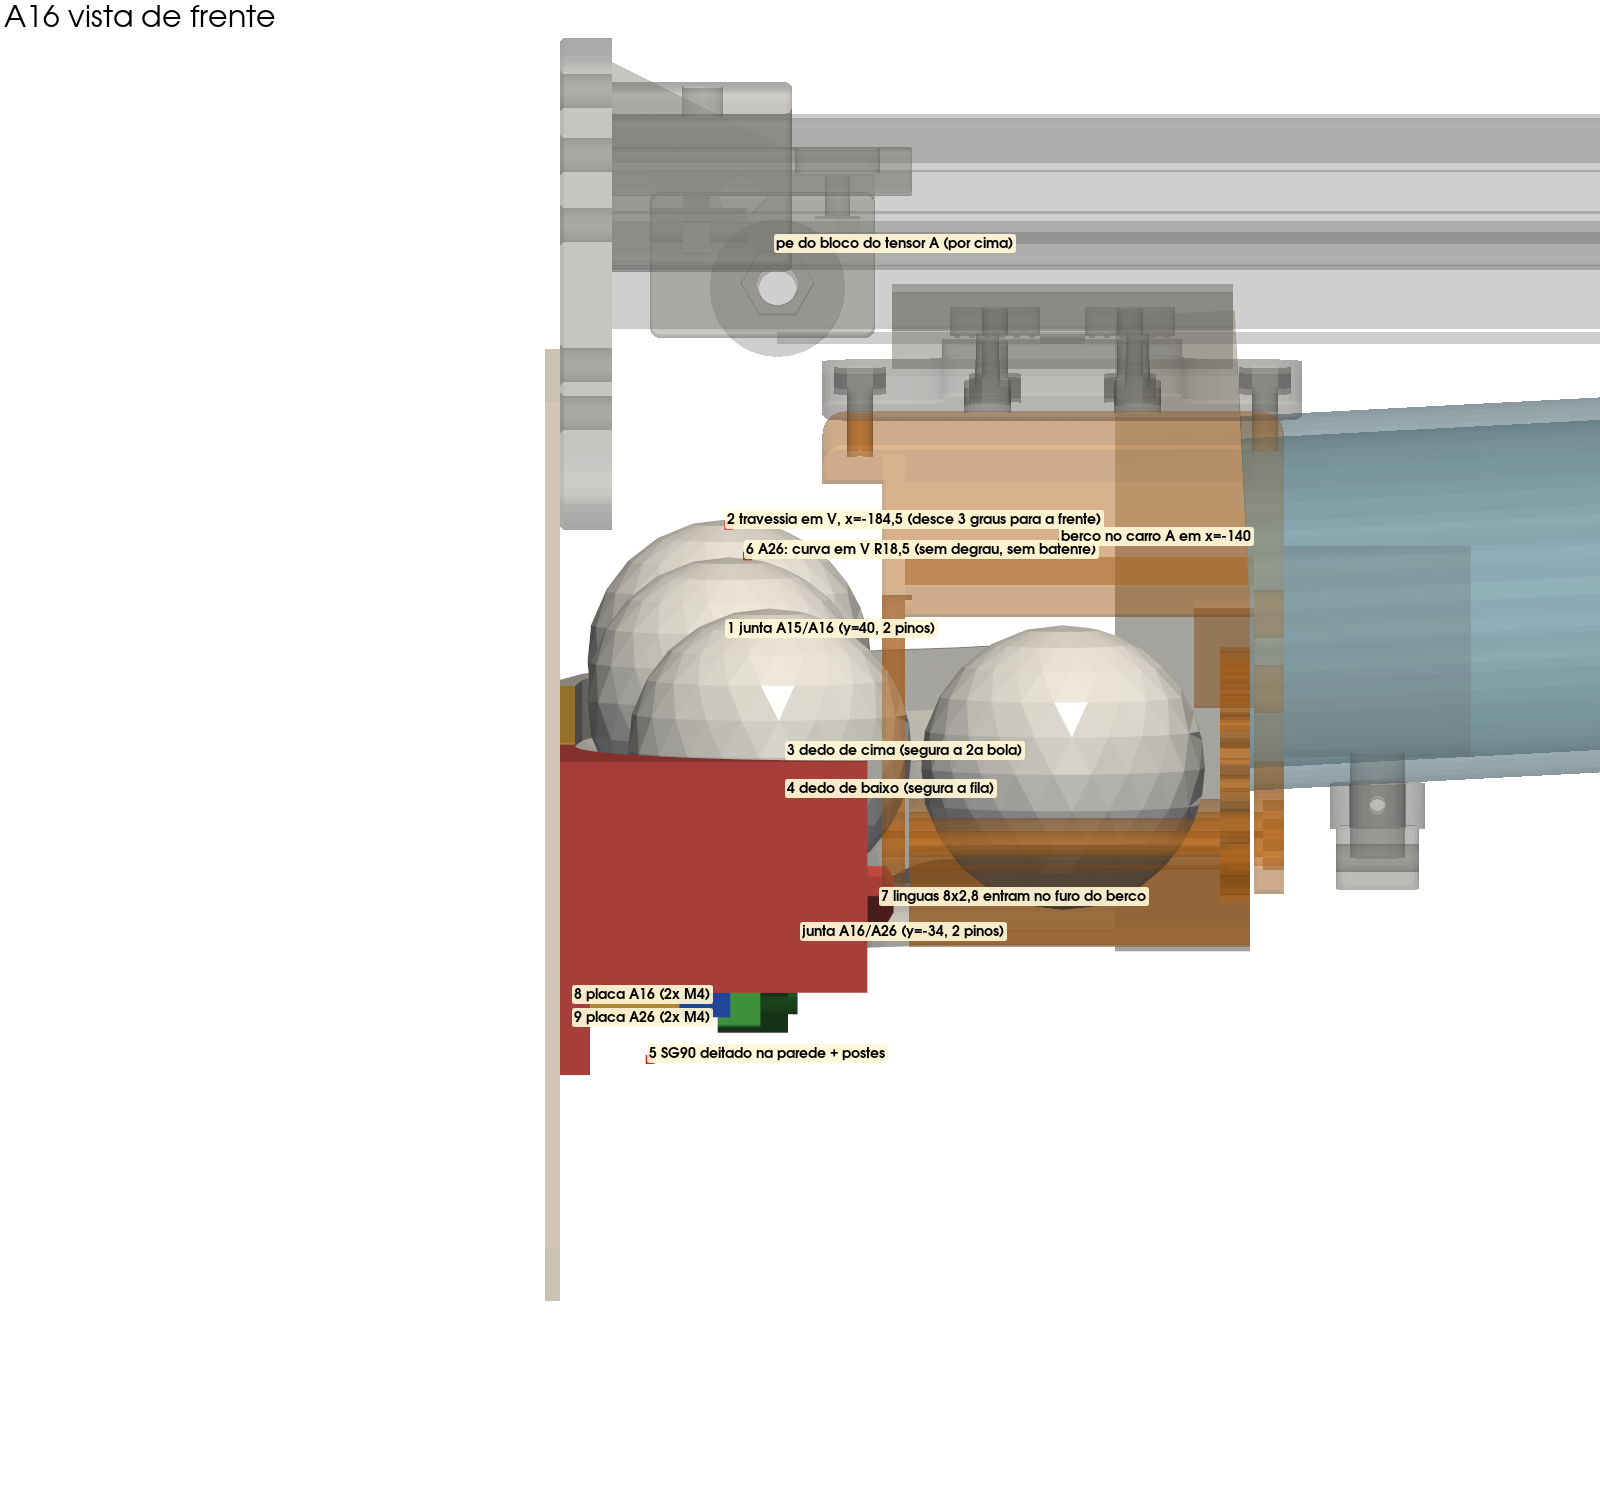 A16 vista de frente
pe do bloco do tensor A (por cima)
2 travessia em V, x=-184,5 (desce 3 graus para a frente)
berco no carro A em x=-140
6 A26: curva em V R18,5 (sem degrau, sem batente)
1 junta A15/A16 (y=40, 2 pinos)
3 dedo de cima (segura a 2a bola)
4 dedo de baixo (segura a fila)
7 linguas 8x2,8 entram no furo do berco
junta A16/A26 (y=-34, 2 pinos)
8 placa A16 (2x M4)
9 placa A26 (2x M4)
5 SG90 deitado na parede + postes